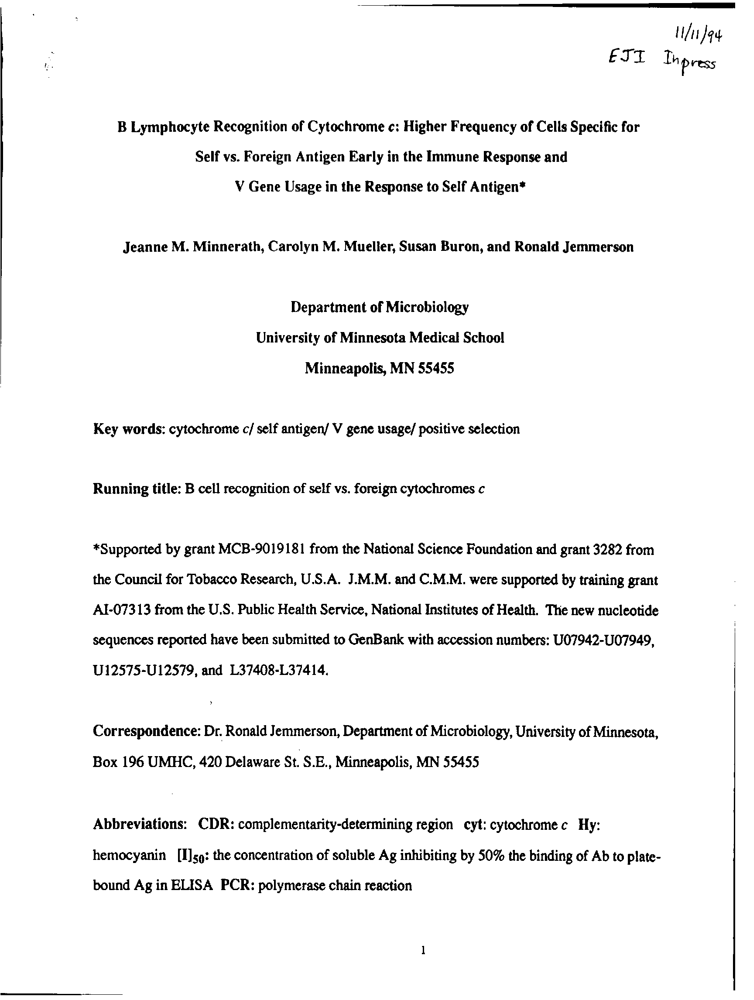 11/11/94
EJI Inpress
B Lymphocyte Recognition of Cytochrome c: Higher Frequency of Cells Specific for
Self vs. Foreign Antigen Early in the Immune Response and
V Gene Usage in the Response to Self Antigen*
Jeanne M. Minnerath, Carolyn M. Mueller, Susan Buron, and Ronald Jemmerson
Department of Microbiology
University of Minnesota Medical School
Minneapolis, MN 55455
Key words: cytochrome c/ self antigen/ V gene usage/ positive selection
Running title: B cell recognition of self vs. foreign cytochromes c
*Supported by grant MCB-9019181 from the National Science Foundation and grant 3282 from
the Council for Tobacco Research, U.S.A. J.M.M. and C.M.M. were supported by training grant
AI-07313 from the U.S. Public Health Service, National Institutes of Health. The new nucleotide
sequences reported have been submitted to GenBank with accession numbers: U07942-U07949,
U12575-U12579, and L37408-L37414.
Correspondence: Dr. Ronald Jemmerson, Department of Microbiology, University of Minnesota,
Box 196 UMHC, 420 Delaware St. S.E., Minneapolis, MN 55455
Abbreviations: CDR: complementarity-determining region cyt: cytochrome c Hy:
hemocyanin [I]50: the concentration of soluble Ag inhibiting by 50% the binding of Ab to plate-
bound Ag in ELISA PCR: polymerase chain reaction
1